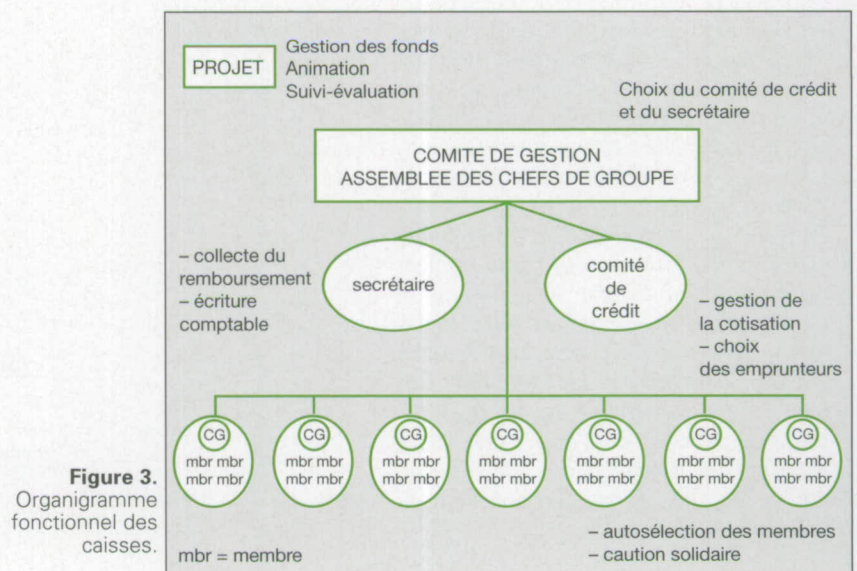 PROJET
Gestion des fonds
Animation
Suivi-évaluation
Choix du comité de crédit
et du secrétaire
COMITE DE GESTION
ASSEMBLEE DES CHEFS DE GROUPE
– collecte du
remboursement
– écriture
comptable
secrétaire
comité
de
crédit
– gestion de
la cotisation
– choix
des emprunteurs
CG CG CG CG CG CG CG
mbr mbr mbr mbr mbr mbr mbr mbr mbr mbr mbr mbr mbr mbr
mbr mbr mbr mbr mbr mbr mbr mbr mbr mbr mbr mbr mbr mbr
– autosélection des membres
– caution solidaire
mbr = membre
Figure 3.
Organigramme
fonctionnel des
caisses.